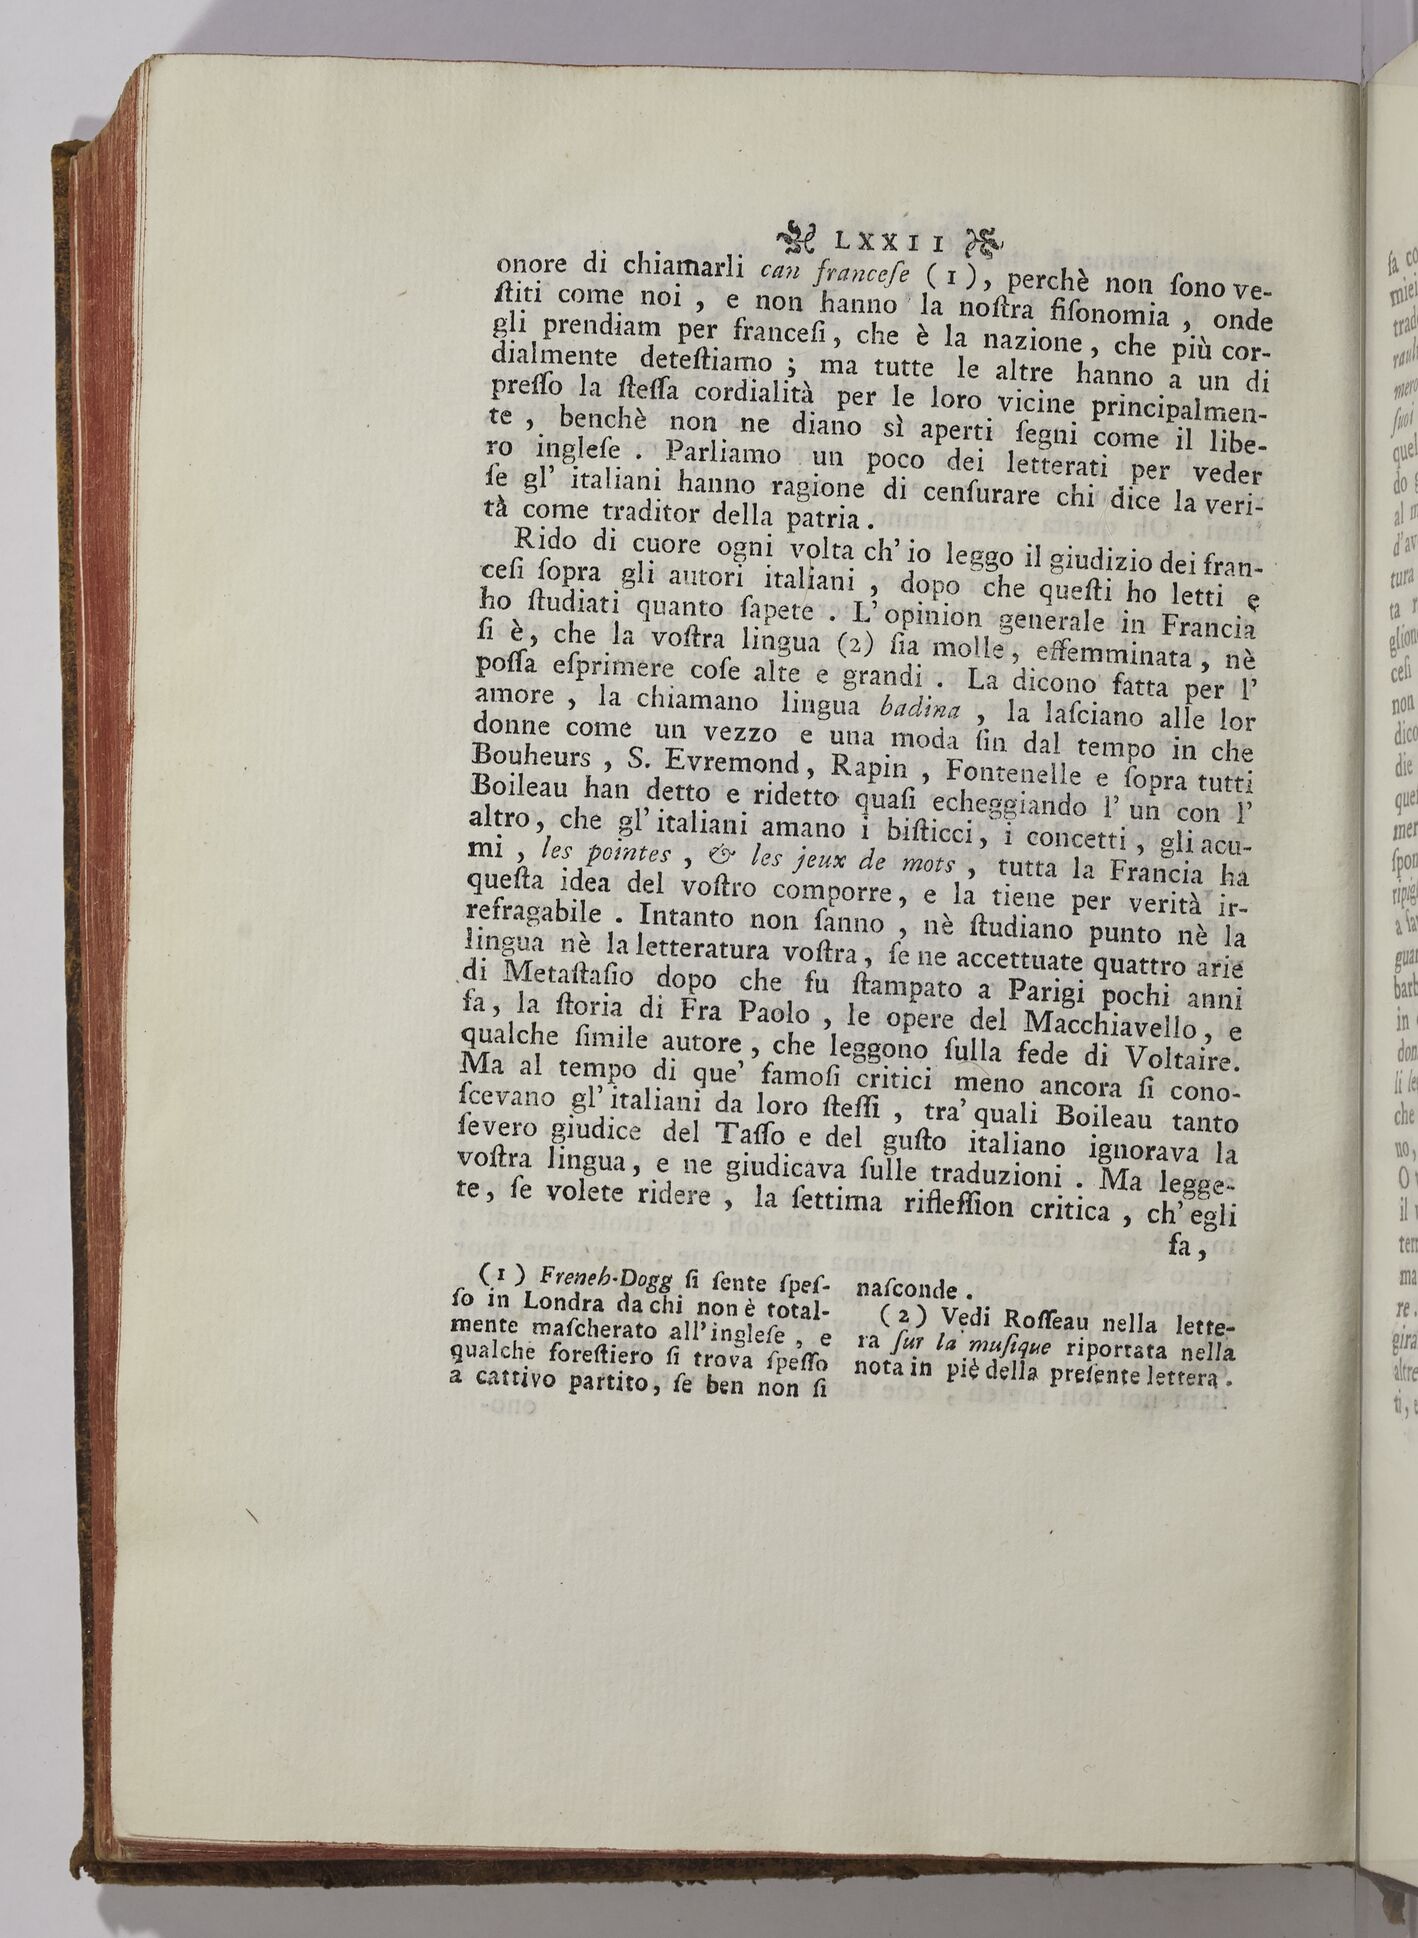 LXXII
onore di chiamarli can franceſe (1), perchè non ſono ve-
ſtiti come noi, e non hanno la noſtra fiſonomia, onde
gli prendiam per franceſi, che è la nazione, che più cor-
dialmente deteſtiamo; ma tutte le altre hanno a un di
preſſo la ſteſſa cordialità per le loro vicine principalmen-
te, benchè non ne diano sì aperti ſegni come il libe-
ro ingleſe. Parliamo un poco dei letterati per veder
ſe gl' italiani hanno ragione di cenſurare chi dice la veri-
tà come traditor della patria.
Rido di cuore ogni volta ch' io leggo il giudizio dei fran-
ceſi ſopra gli autori italiani, dopo che queſti ho letti e
ho ſtudiati quanto ſapete. L' opinion generale in Francia
ſi è, che la voſtra lingua (2) ſia molle, effemminata, nè
poſſa eſprimere coſe alte e grandi. La dicono fatta per l'
amore, la chiamano lingua badina, la laſciano alle lor
donne come un vezzo e una moda ſin dal tempo in che
Bouheurs, S. Evremond, Rapin, Fontenelle e ſopra tutti
Boileau han detto e ridetto quaſi echeggiando l' un con l'
altro, che gl' italiani amano i biſticci, i concetti, gli acu-
mi, les pointes, & les jeux de mots, tutta la Francia ha
queſta idea del voſtro comporre, e la tiene per verità ir-
refragabile. Intanto non ſanno, nè ſtudiano punto nè la
lingua nè la letteratura voſtra, ſe ne accettuate quattro arie
di Metaſtaſio dopo che fu ſtampato a Parigi pochi anni
fa, la ſtoria di Fra Paolo, le opere del Macchiavello, e
qualche ſimile autore, che leggono ſulla fede di Voltaire.
Ma al tempo di que' famoſi critici meno ancora ſi cono-
ſcevano gl' italiani da loro ſteſſi, tra' quali Boileau tanto
ſevero giudice del Taſſo e del guſto italiano ignorava la
voſtra lingua, e ne giudicava ſulle traduzioni. Ma legge-
te, ſe volete ridere, la ſettima rifleſſion critica, ch' egli
fa,
(1) Freneh-Dogg ſi ſente ſpeſ-
ſo in Londra da chi non è total-
mente maſcherato all' ingleſe, e
qualche foreſtiero ſi trova ſpeſſo
a cattivo partito, ſe ben non ſi
naſconde.
(2) Vedi Roſſeau nella lette-
ra ſur la muſique riportata nella
nota in piè della preſente lettera.